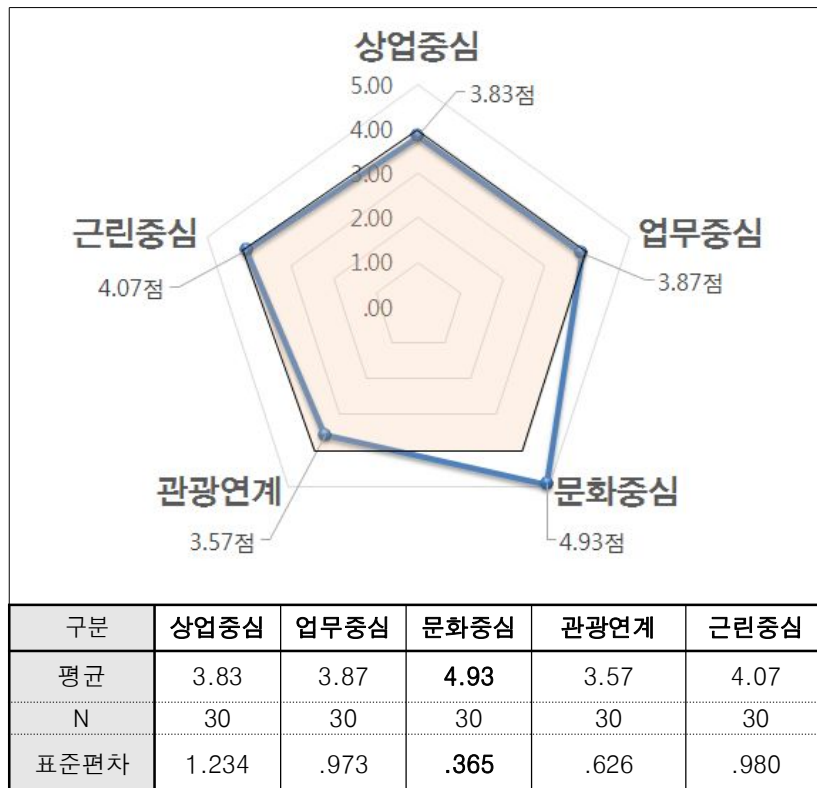 상업중심
5.00
3.83점
4.00
3.00
2.00
근린중심
업무중심
1.00
4.07점
3.87점
.00
관광연계
문화중심
3.57점
4.93점
구분 상업중심 업무중심 문화중심 관광연계 근린중심
평균 3.83 3.87 4.93 3.57 4.07
N 30 30 30 30 30
표준편차 1.234 .973 .365 .626 .980